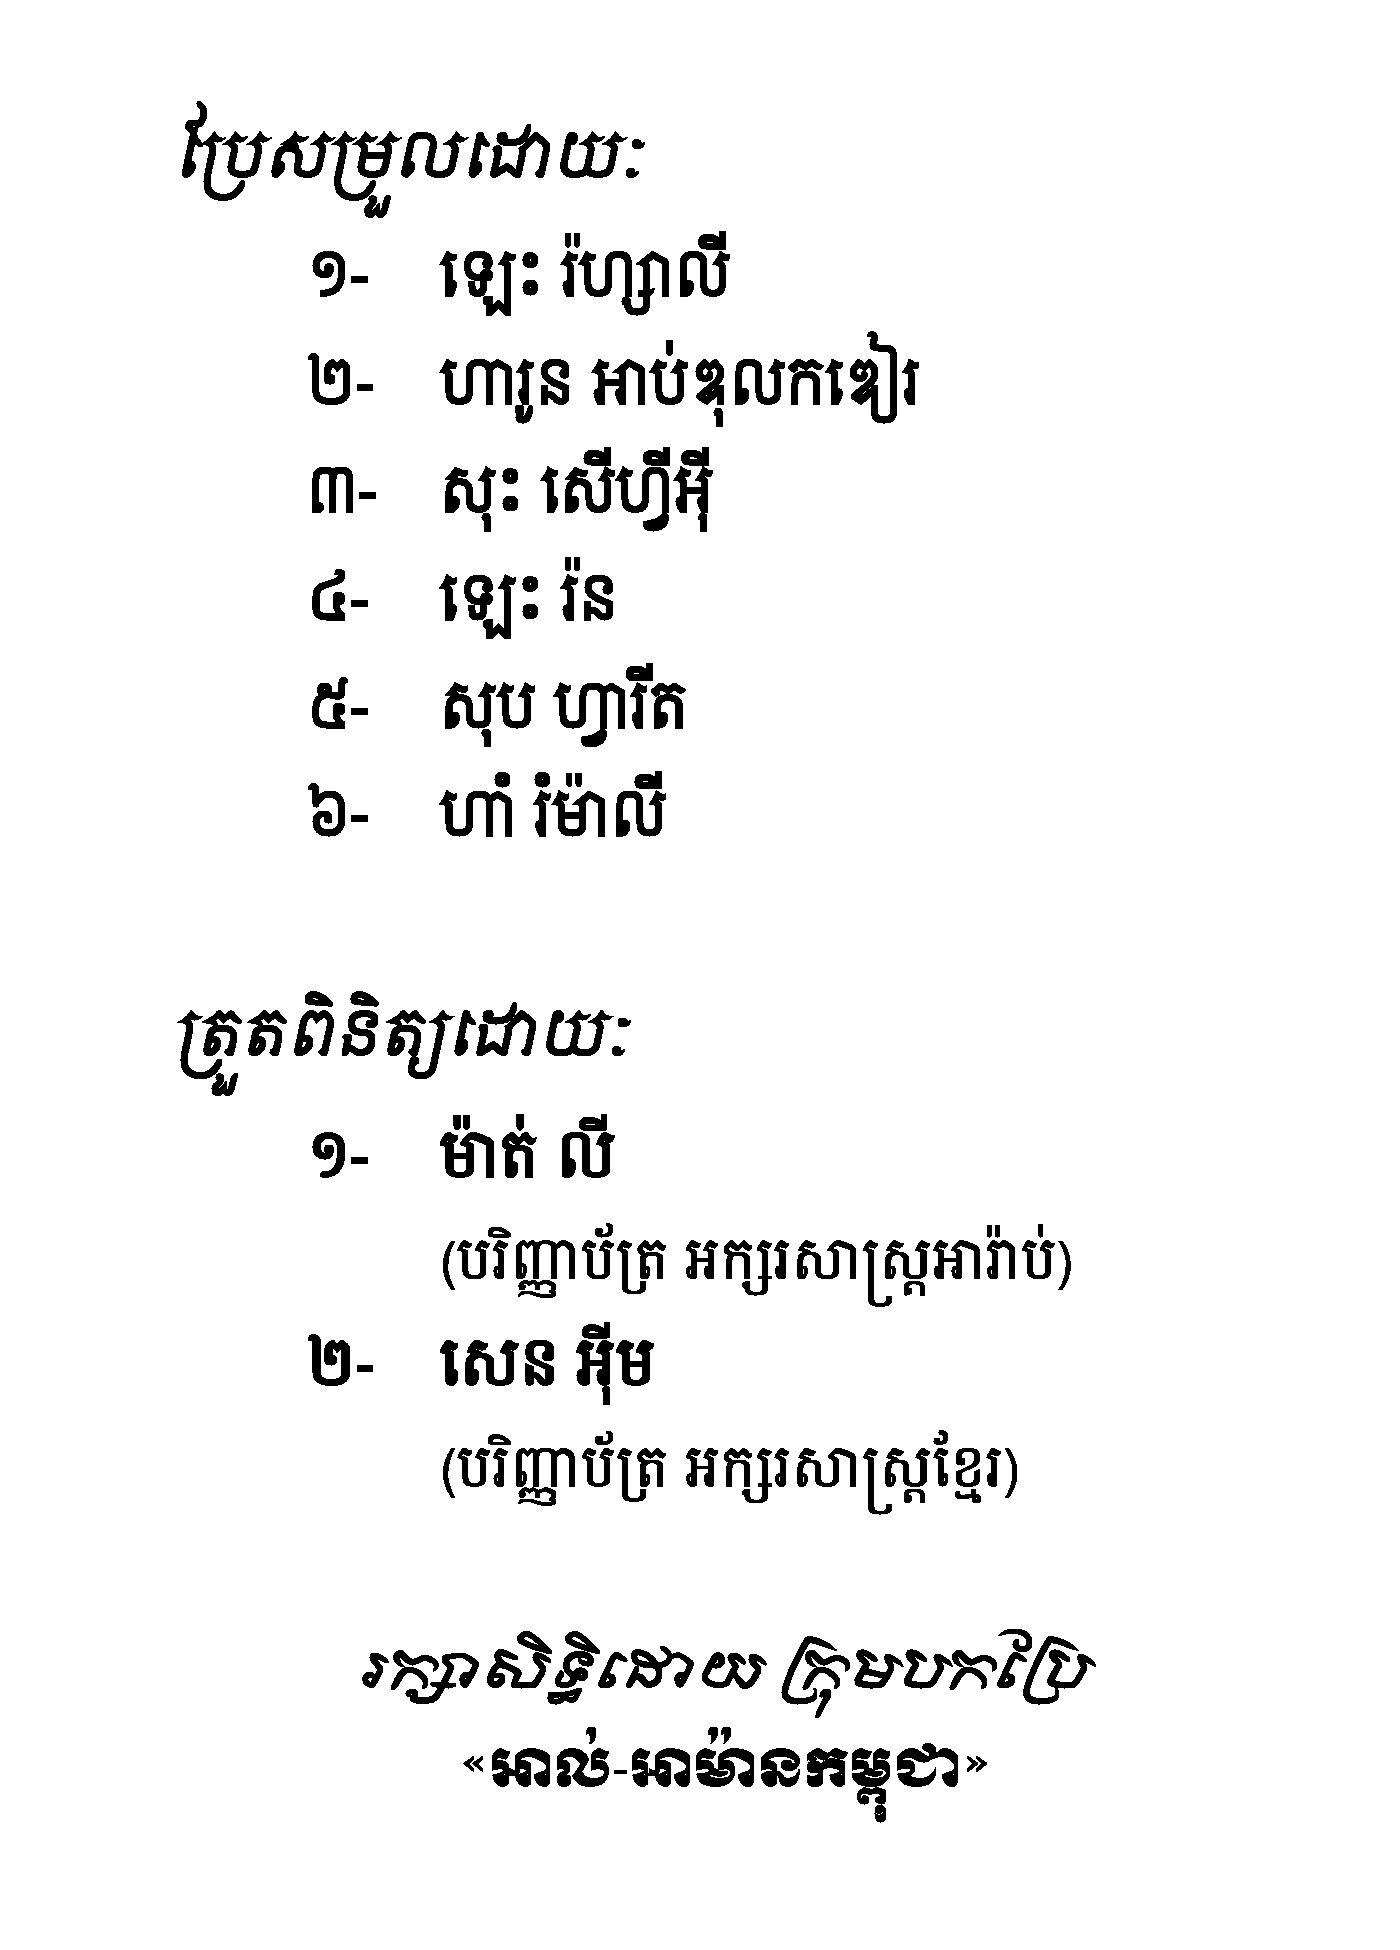 ប្រែសម្រួលដោយៈ
១- ឡេះ រ៉ហ្សាលី
២- ហារូន អាប់ឌុលកឌៀរ
៣- សុះ សើហ្វីអ៊ី
៤- ឡេះ រ៉ន
៥- សុប ហ្វារីត
៦- ហាំ រំម៉ាលី
ត្រួតពិនិត្យដោយៈ
១- ម៉ាត់ លី
(បរិញ្ញាប័ត្រ អក្សរសាស្ត្រអារ៉ាប់)
២- សេន អ៊ីម
(បរិញ្ញាប័ត្រ អក្សរសាស្ត្រខ្មែរ)
រក្សាសិទ្ធិដោយ ក្រុមបកប្រែ
«អាល់-អាម៉ានកម្ពុជា»